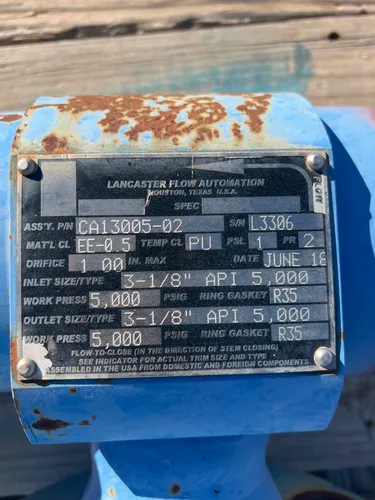 LANCASTER FLOW AUTOMATION
HOUSTON, TEXAS U.S.A.
SPEC
FLOW
ASS'Y. P/N CA13005-02 S/N L3306
MAT'L CL EE-0.5 TEMP CL PU PSL 1 PR 2
ORIFICE 1.00 IN. MAX DATE JUNE 18
INLET SIZE/TYPE 3-1/8" API 5,000
WORK PRESS 5,000 PSIG RING GASKET R35
OUTLET SIZE/TYPE 3-1/8" API 5,000
WORK PRESS 5,000 PSIG RING GASKET R35
FLOW-TO-CLOSE (IN THE DIRECTION OF STEM CLOSING)
SEE INDICATOR FOR ACTUAL TRIM SIZE AND TYPE
ASSEMBLED IN THE USA FROM DOMESTIC AND FOREIGN COMPONENTS